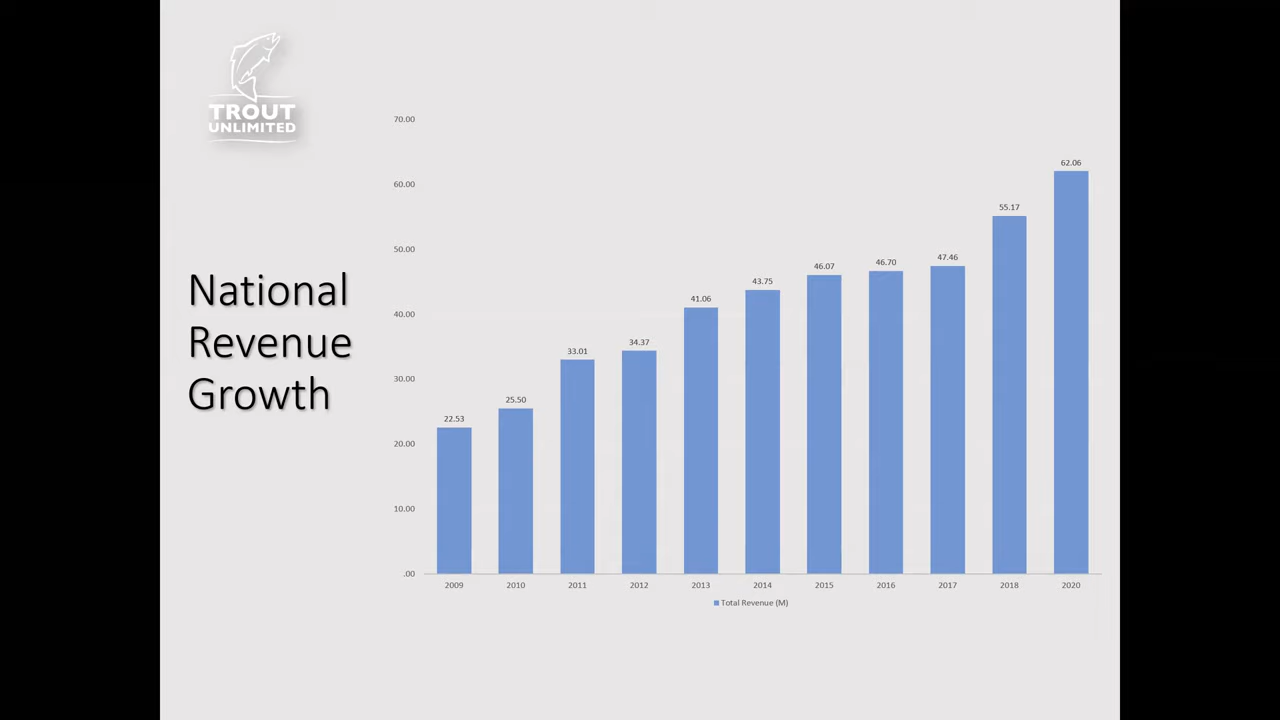 TROUT
UNLIMITED
National
Revenue
Growth
70.00
60.00
50.00
40.00
30.00
20.00
10.00
.00
22.53
25.50
33.01
34.37
41.06
43.75
46.07
46.70
47.46
55.17
62.06
2009 2010 2011 2012 2013 2014 2015 2016 2017 2018 2020
Total Revenue (M)